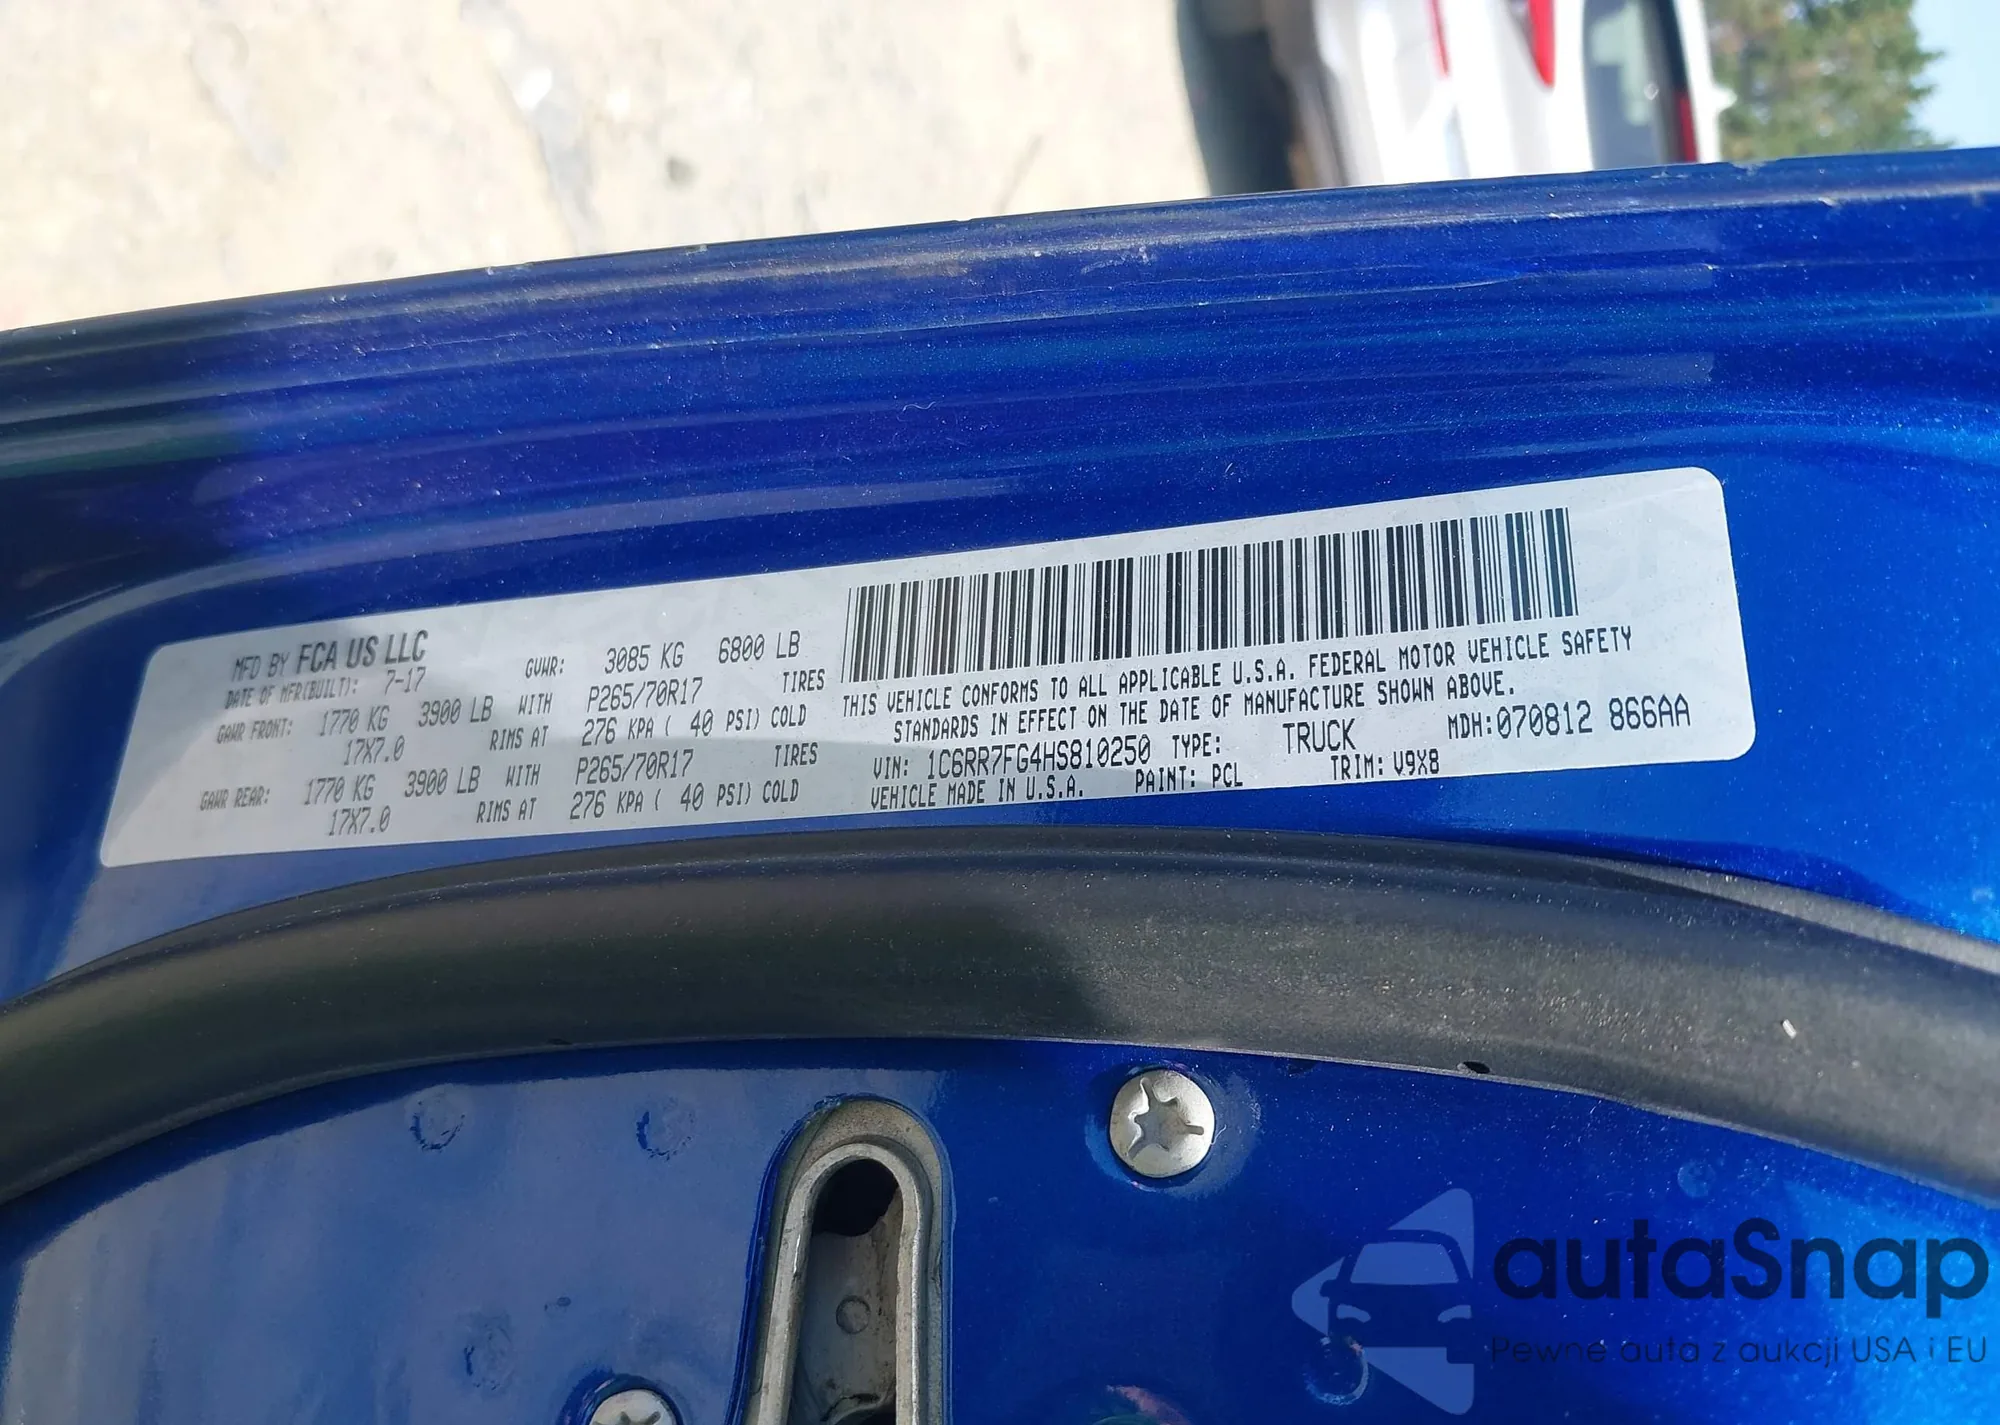 MFD BY FCA US LLC GVWR: 3085 KG 6800 LB
DATE OF MFR(BUILT): 7-17
GAWR FRONT: 1770 KG 3900 LB WITH P265/70R17 TIRES
17X7.0 RIMS AT 276 KPA ( 40 PSI) COLD
GAWR REAR: 1770 KG 3900 LB WITH P265/70R17 TIRES
17X7.0 RIMS AT 276 KPA ( 40 PSI) COLD
THIS VEHICLE CONFORMS TO ALL APPLICABLE U.S.A. FEDERAL MOTOR VEHICLE SAFETY
STANDARDS IN EFFECT ON THE DATE OF MANUFACTURE SHOWN ABOVE.
VIN: 1C6RR7FG4HS810250 TYPE: TRUCK MDH:070812 866AA
VEHICLE MADE IN U.S.A. PAINT: PCL TRIM: V9X8
autaSnap
Pewne auta z aukcji USA i EU